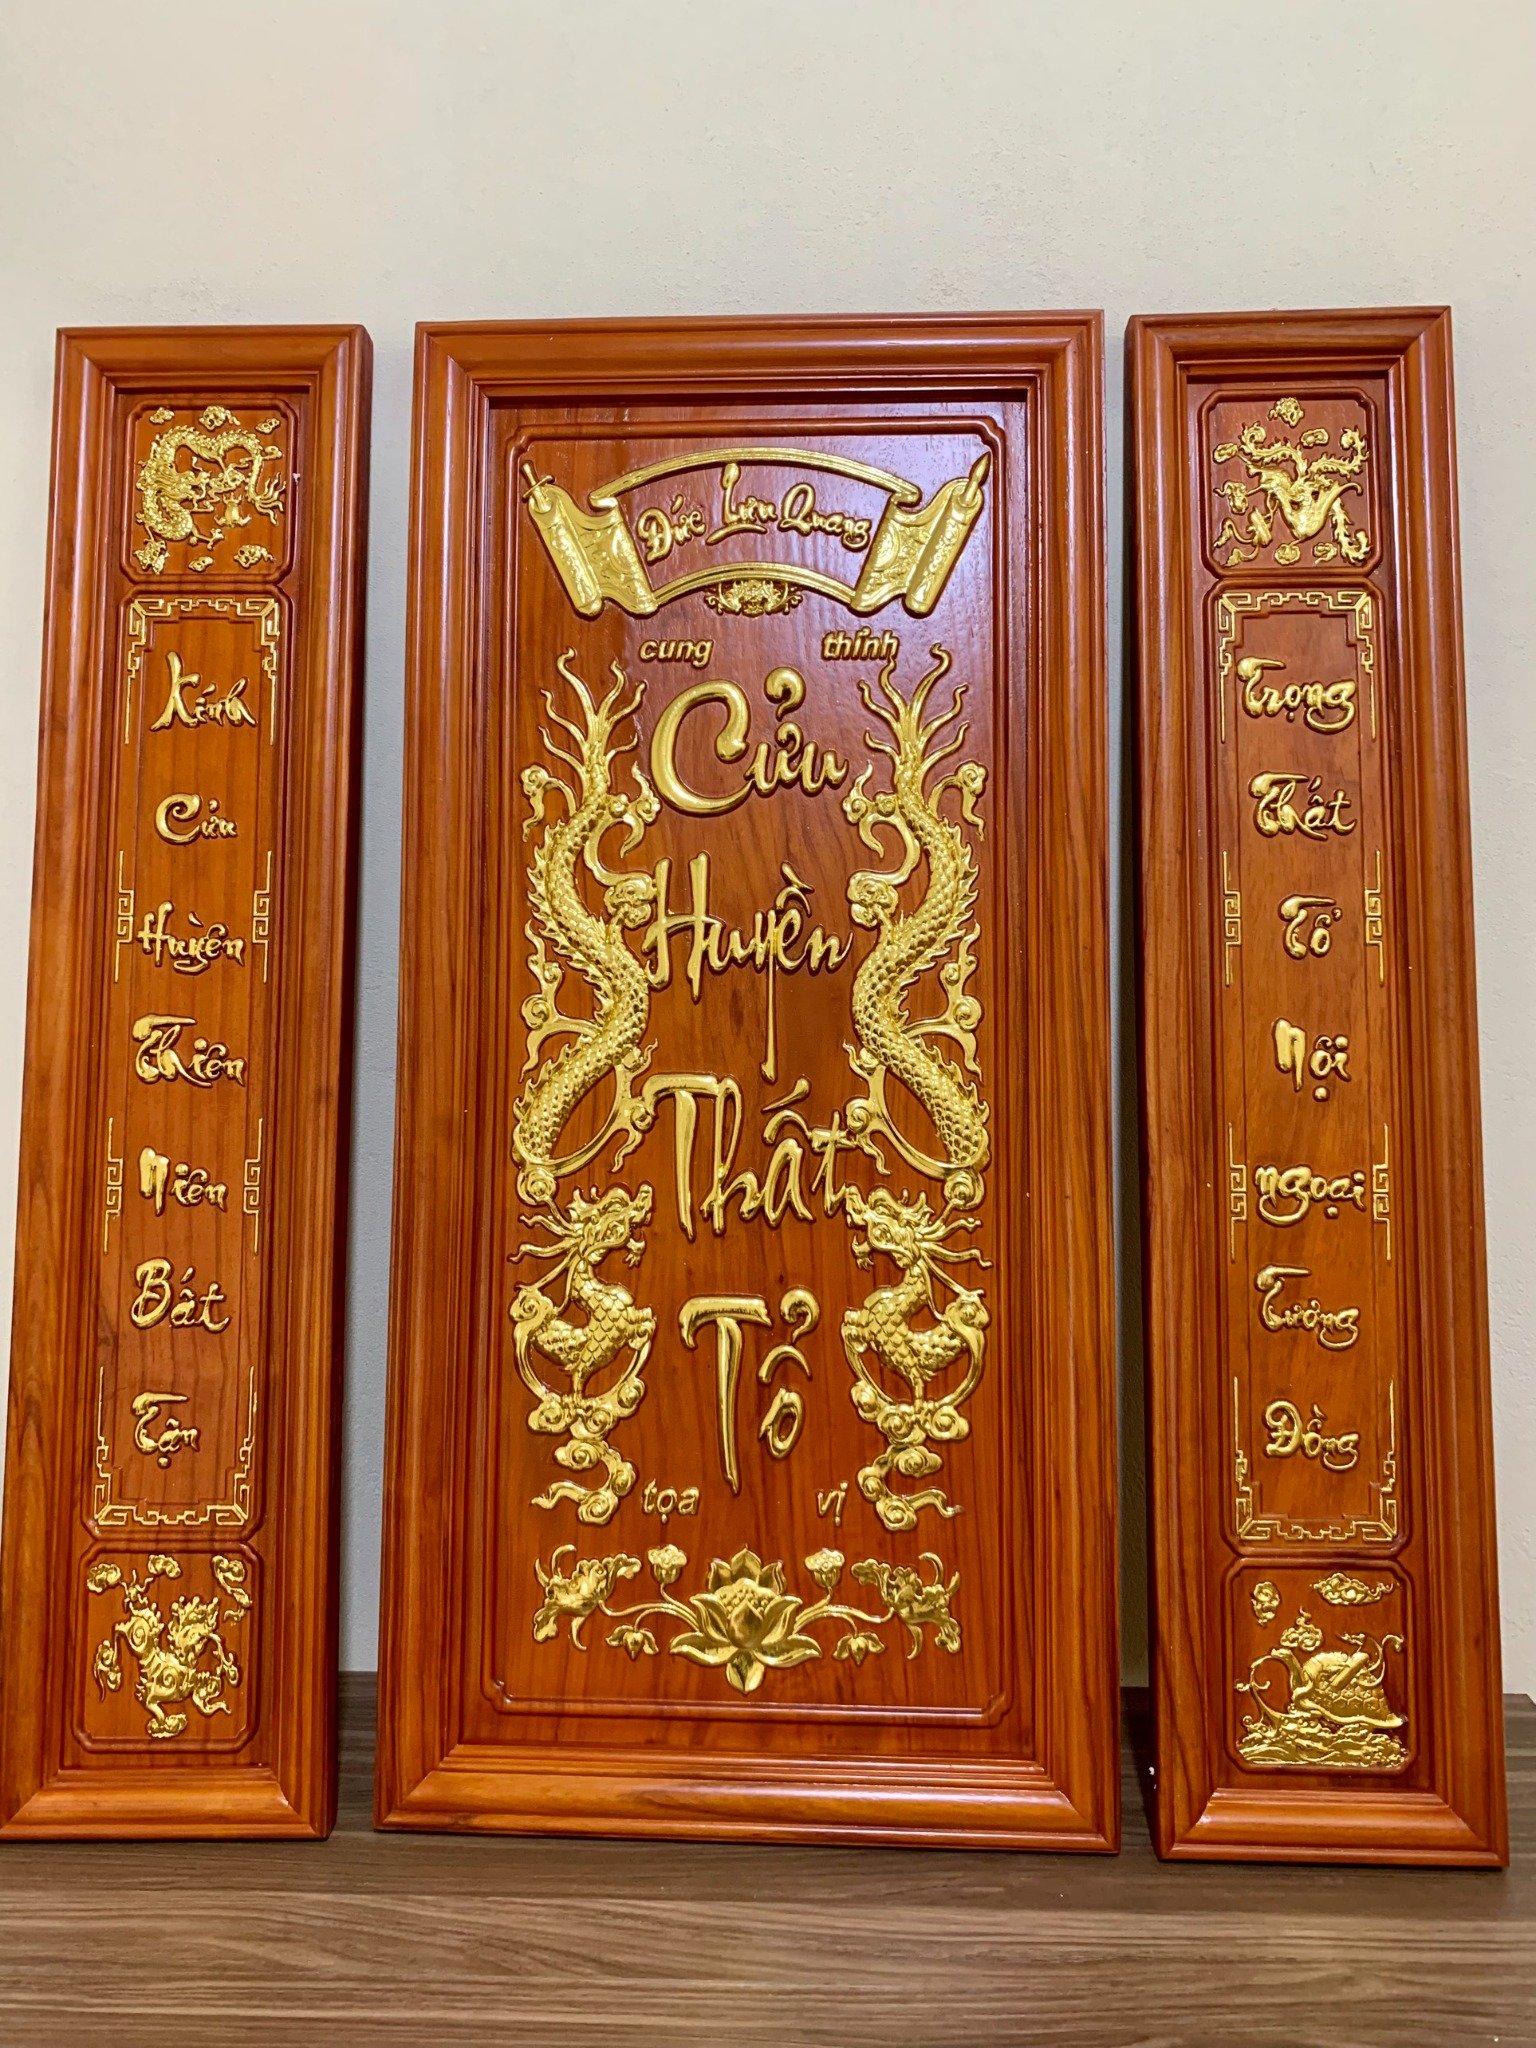 Kính
Cửu
Huyền
Thiên
Niên
Bất
Tận
Đức Lưu Quang
cung thỉnh
Cửu
Huyền
Thất
Tổ
tọa vị
Trọng
Thất
Tổ
Nội
Ngoại
Tương
Đồng